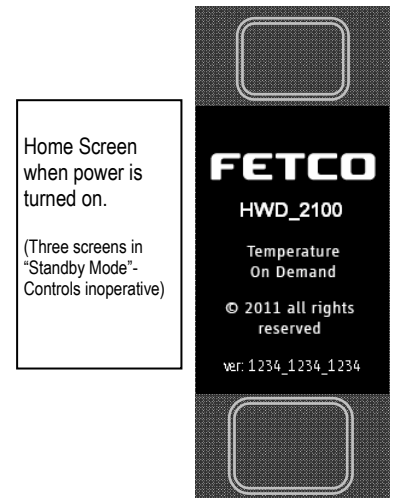 Home Screen
when power is
turned on.
(Three screens in
“Standby Mode”-
Controls inoperative)
FETCO
HWD_2100
Temperature
On Demand
© 2011 all rights
reserved
ver: 1234_1234_1234